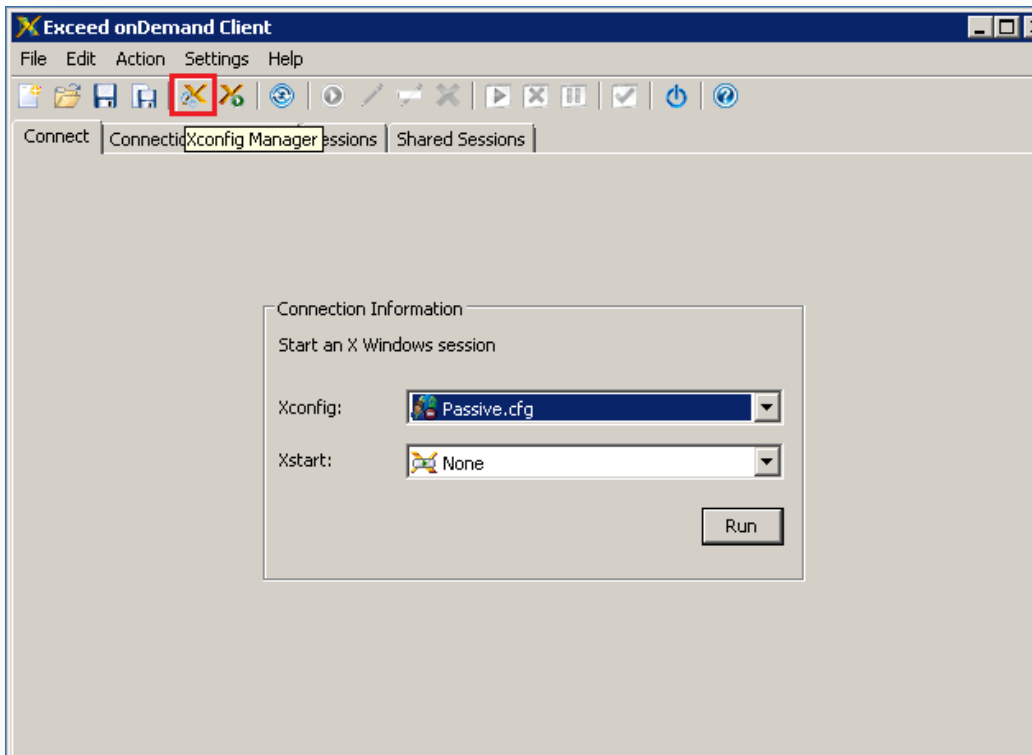 Exceed onDemand Client
File Edit Action Settings Help
Xconfig Manager
Connect Connectio essions Shared Sessions
Connection Information
Start an X Windows session
Xconfig: Passive.cfg
Xstart: None
Run